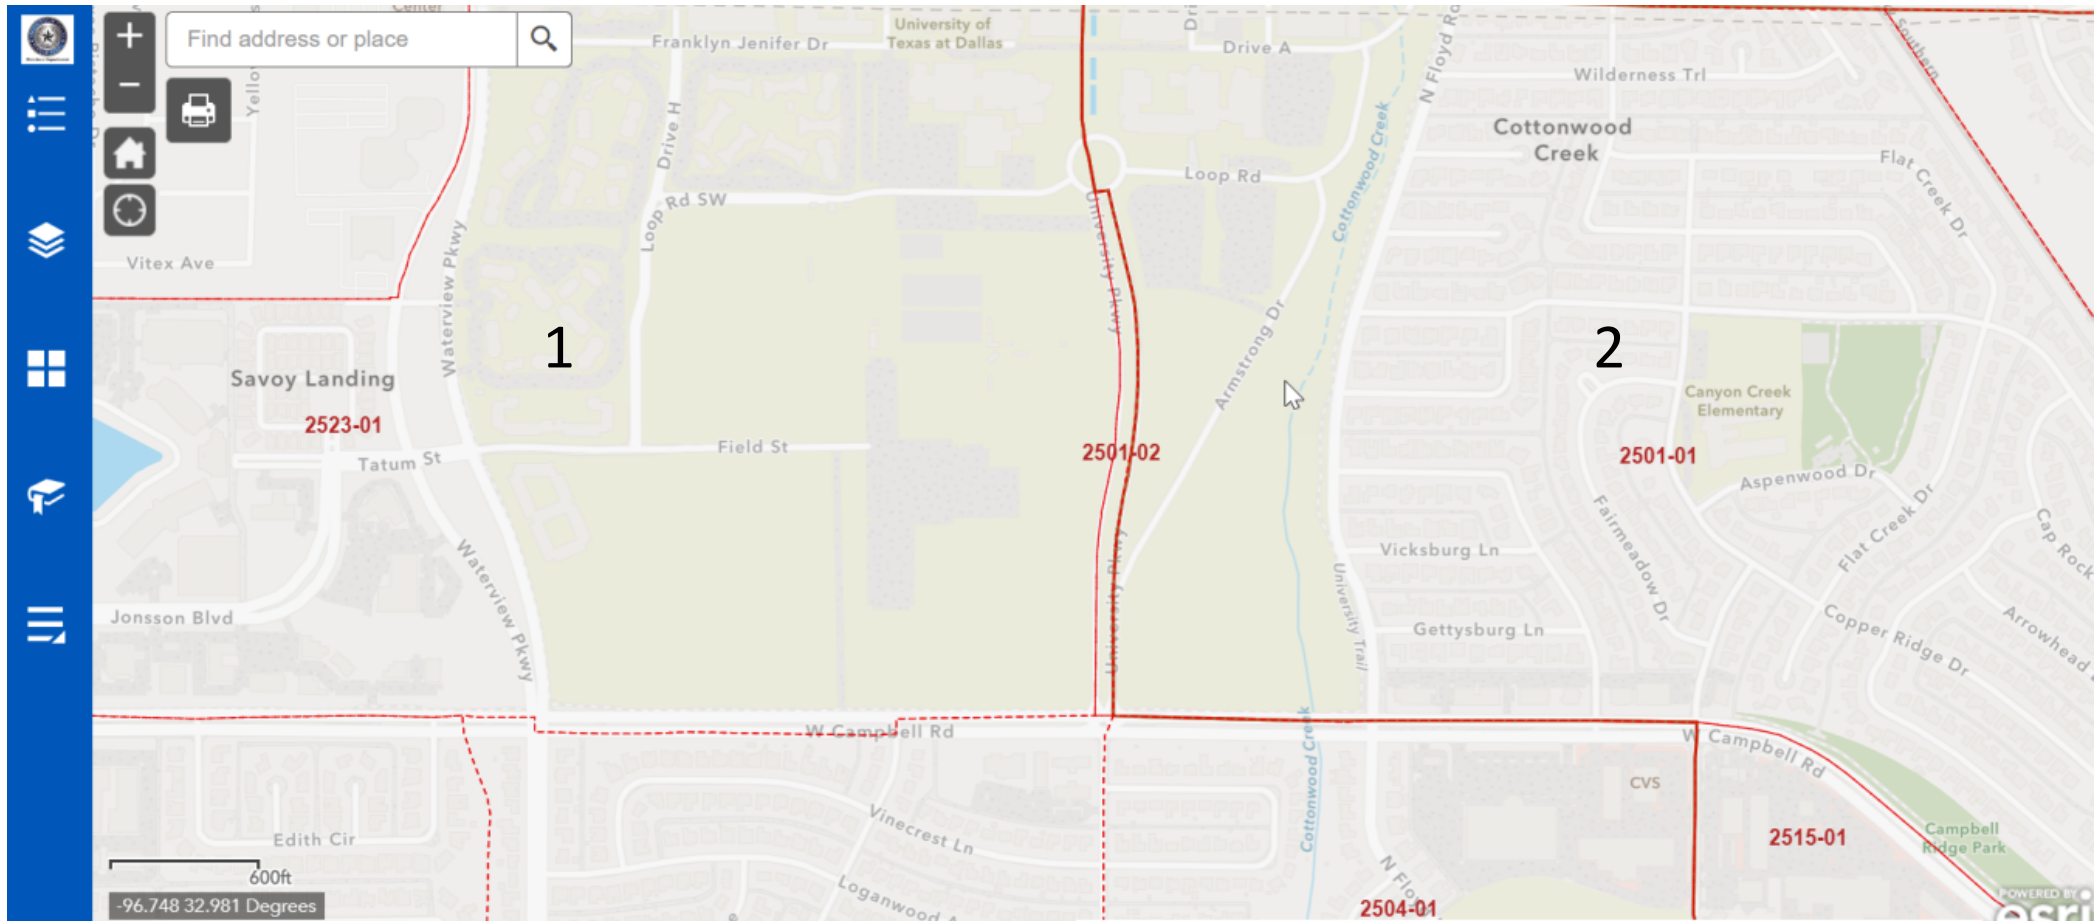 Center
Find address or place
Franklyn Jenifer Dr
University of
Texas at Dallas
Drive A
N Floyd Rd
Wilderness Trl
W Southern
Yellow
Drive H
Cottonwood
Creek
Flat Creek Dr
Loop Rd SW
Loop Rd
Cottonwood Creek
Vitex Ave
Waterview Pkwy
University Pkwy
1
2
Armstrong Dr
Savoy Landing
2523-01
Canyon Creek
Elementary
2501-02
2501-01
Tatum St
Field St
Aspenwood Dr
Flat Creek Dr
Fairmeadow Dr
Cap Rock
Waterview Pkwy
University Pkwy
University Trail
Vicksburg Ln
Jonsson Blvd
Gettysburg Ln
Copper Ridge Dr
Arrowhead
W Campbell Rd
W Campbell Rd
Cottonwood Creek
CVS
Edith Cir
Vinecrest Ln
2515-01
Campbell
Ridge Park
600ft
Loganwood
N Flo
2504-01
-96.748 32.981 Degrees
POWERED BY
esri